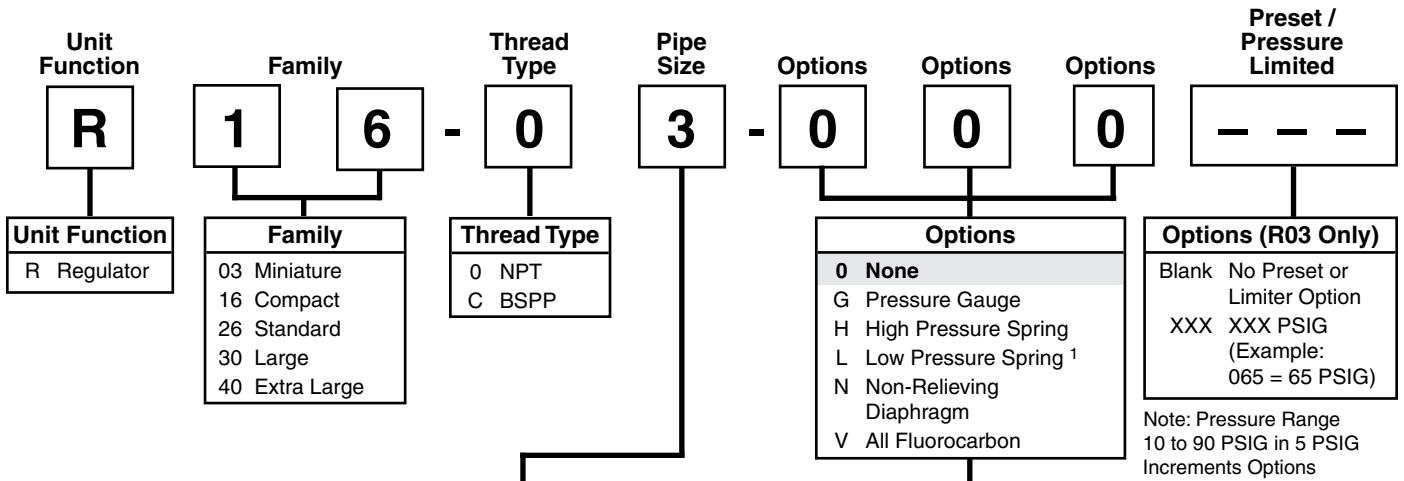 Unit Function
Family
Thread Type
Pipe Size
Options
Options
Options
Preset / Pressure Limited
R 1 6 - 0 3 - 0 0 0 – – –
Unit Function
R Regulator
Family
03 Miniature
16 Compact
26 Standard
30 Large
40 Extra Large
Thread Type
0 NPT
C BSPP
Options
0 None
G Pressure Gauge
H High Pressure Spring
L Low Pressure Spring 1
N Non-Relieving
Diaphragm
V All Fluorocarbon
Options (R03 Only)
Blank No Preset or
Limiter Option
XXX XXX PSIG
(Example:
065 = 65 PSIG)
Note: Pressure Range
10 to 90 PSIG in 5 PSIG
Increments Options